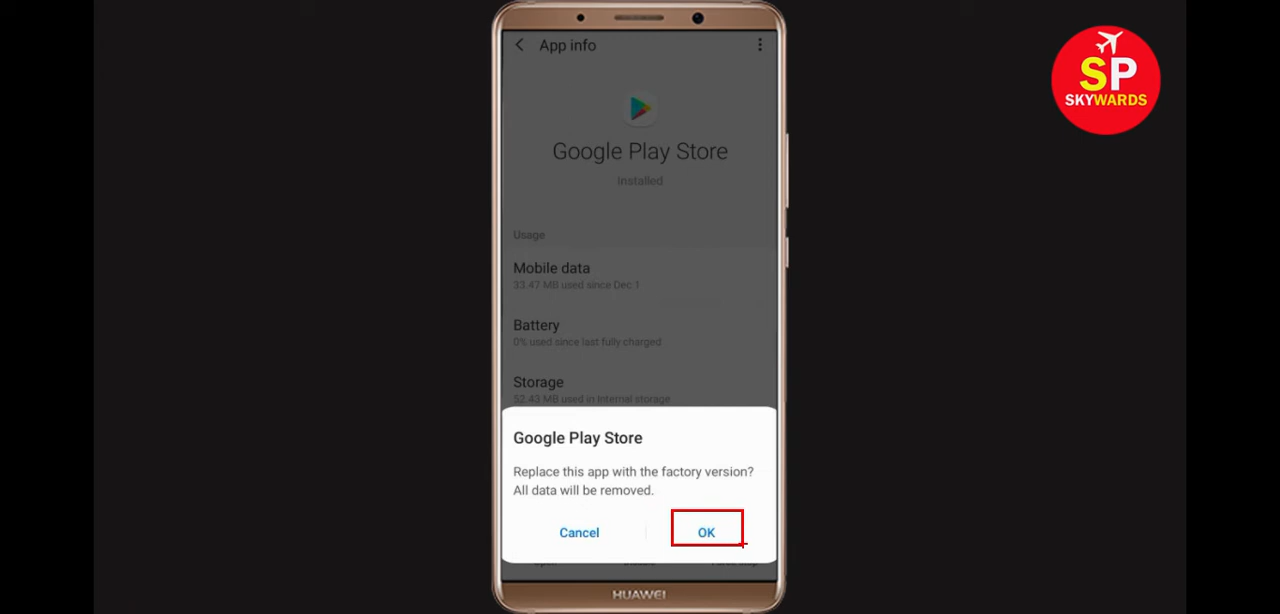 App info
SP
SKYWARDS
Google Play Store
Installed
Usage
Mobile data
33.47 MB used since Dec 1
Battery
0% used since last fully charged
Storage
52.43 MB used in Internal storage
Google Play Store
Replace this app with the factory version?
All data will be removed.
Cancel
OK
HUAWEI